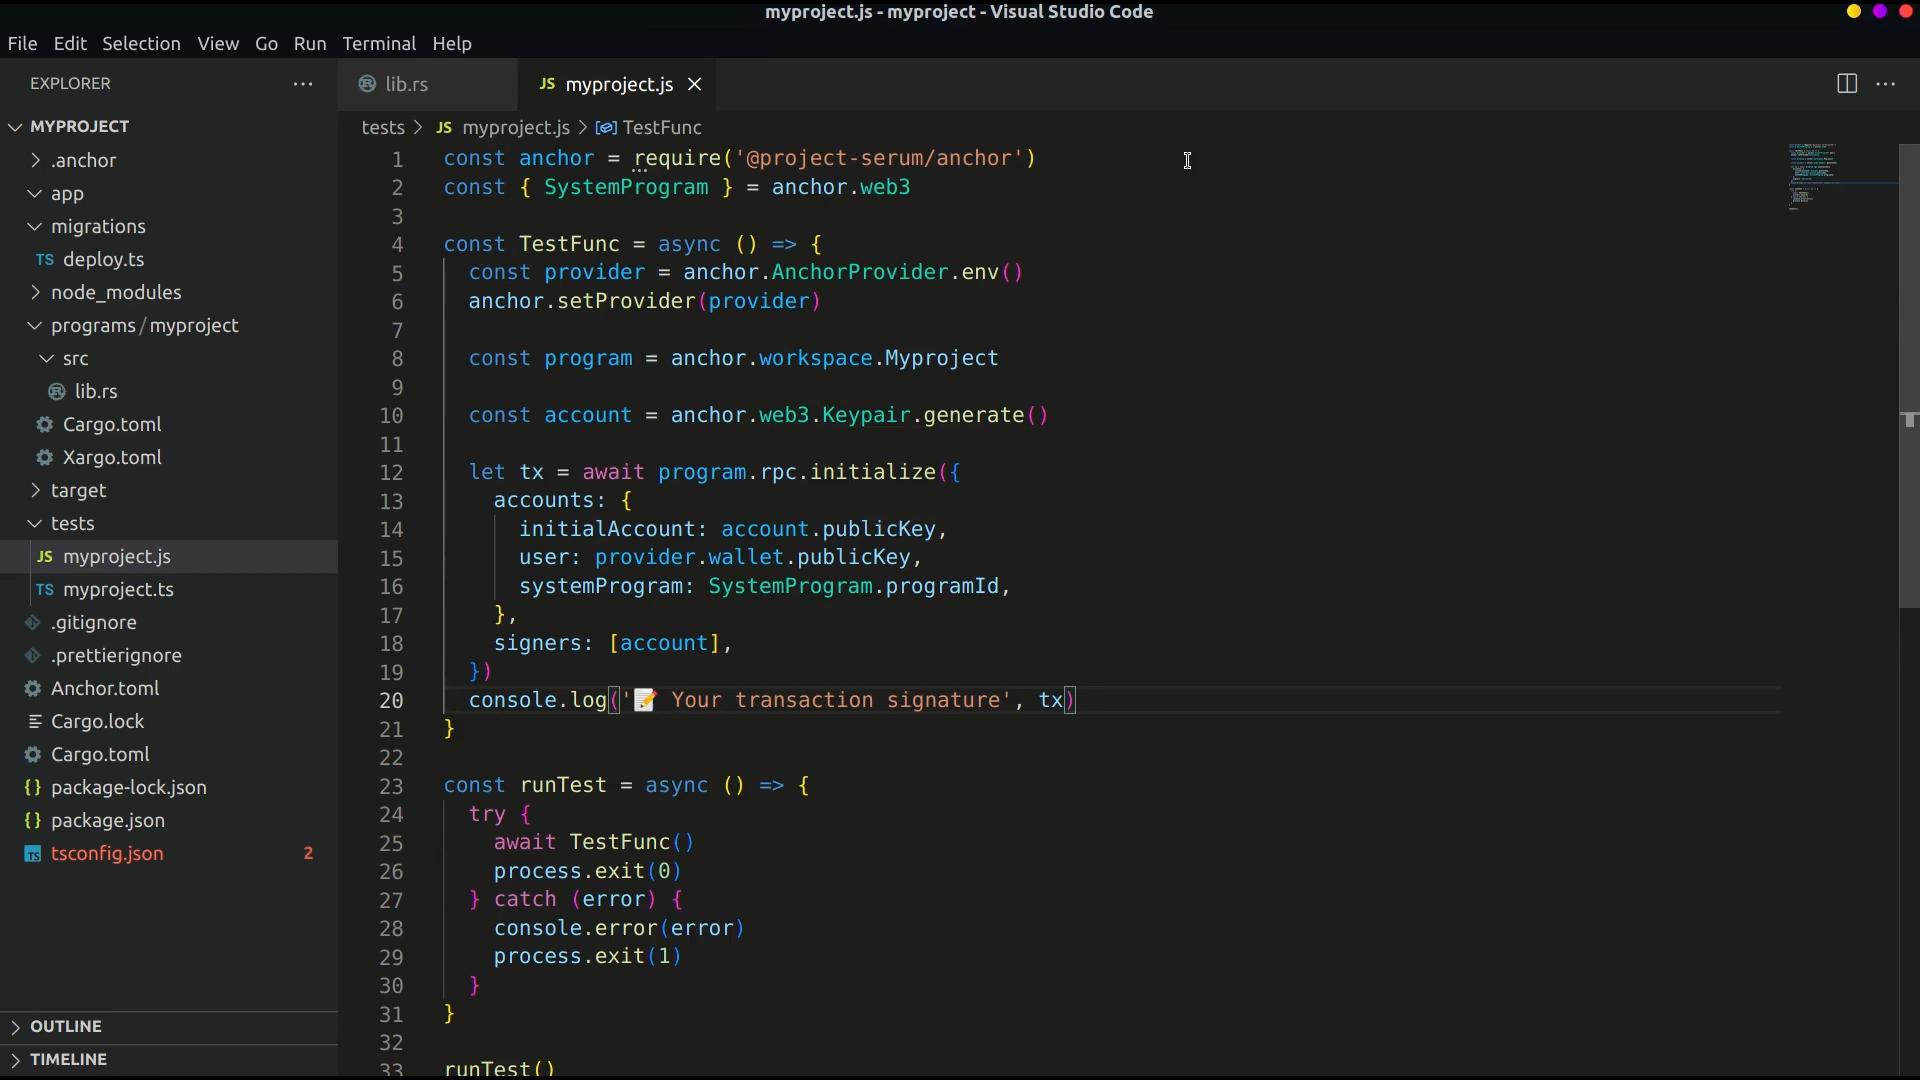 myproject.js - myproject - Visual Studio Code
File Edit Selection View Go Run Terminal Help
EXPLORER
MYPROJECT
.anchor
app
migrations
TS deploy.ts
node_modules
programs / myproject
src
lib.rs
Cargo.toml
Xargo.toml
target
tests
JS myproject.js
TS myproject.ts
.gitignore
.prettierignore
Anchor.toml
Cargo.lock
Cargo.toml
{} package-lock.json
{} package.json
TS tsconfig.json 2
OUTLINE
TIMELINE
lib.rs JS myproject.js
tests > JS myproject.js > TestFunc
1 const anchor = require('@project-serum/anchor')
2 const { SystemProgram } = anchor.web3
3
4 const TestFunc = async () => {
5 const provider = anchor.AnchorProvider.env()
6 anchor.setProvider(provider)
7
8 const program = anchor.workspace.Myproject
9
10 const account = anchor.web3.Keypair.generate()
11
12 let tx = await program.rpc.initialize({
13 accounts: {
14 initialAccount: account.publicKey,
15 user: provider.wallet.publicKey,
16 systemProgram: SystemProgram.programId,
17 },
18 signers: [account],
19 })
20 console.log('📝 Your transaction signature', tx)
21 }
22
23 const runTest = async () => {
24 try {
25 await TestFunc()
26 process.exit(0)
27 } catch (error) {
28 console.error(error)
29 process.exit(1)
30 }
31 }
32
33 runTest()